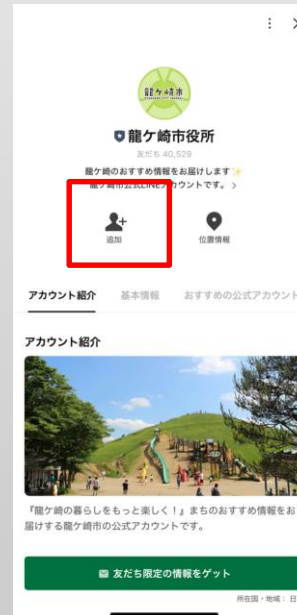 龍ケ崎市
龍ケ崎市役所
友だち 40,529
龍ケ崎のおすすめ情報をお届けします✨
龍ケ崎市公式LINEアカウントです。 >
追加
位置情報
アカウント紹介 基本情報 おすすめの公式アカウント
アカウント紹介
『龍ケ崎の暮らしをもっと楽しく！』まちのおすすめ情報をお
届けする龍ケ崎市の公式アカウントです。
友だち限定の情報をゲット
所在国・地域： 日